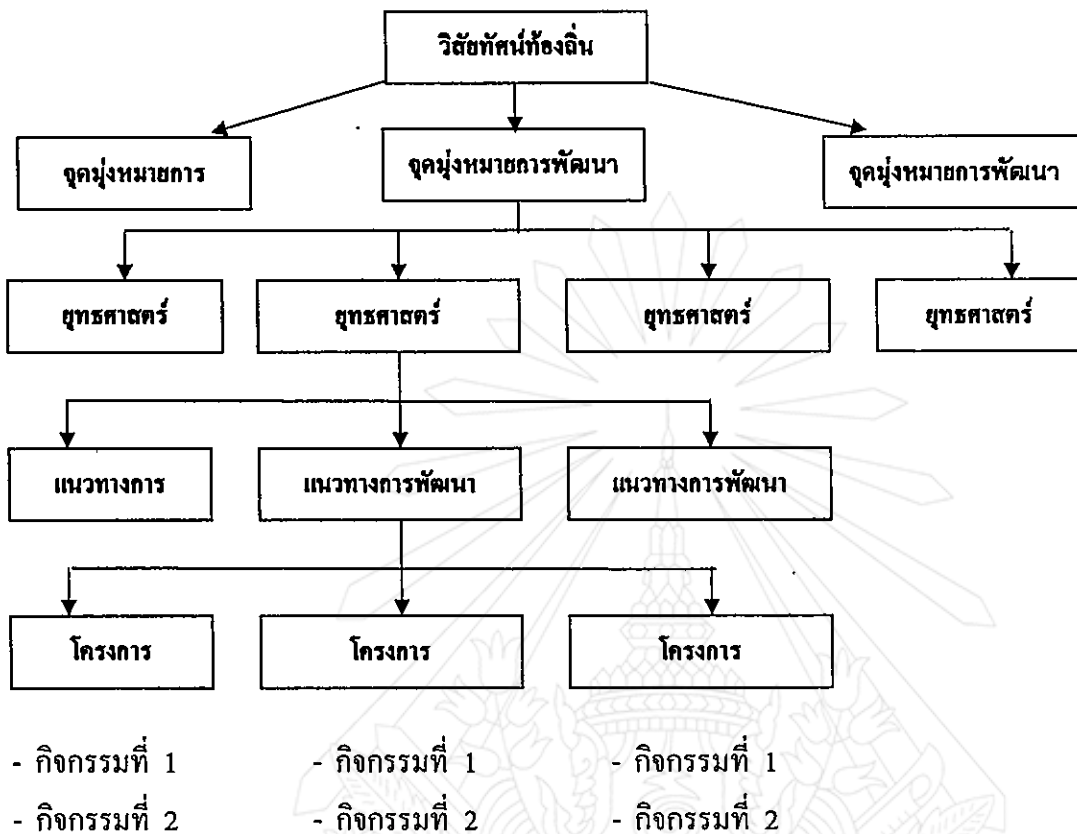 วิสัยทัศน์ท้องถิ่น
จุดมุ่งหมายการ
จุดมุ่งหมายการพัฒนา
จุดมุ่งหมายการพัฒนา
ยุทธศาสตร์
ยุทธศาสตร์
ยุทธศาสตร์
ยุทธศาสตร์
แนวทางการ
แนวทางการพัฒนา
แนวทางการพัฒนา
โครงการ
โครงการ
โครงการ
- กิจกรรมที่ 1
- กิจกรรมที่ 1
- กิจกรรมที่ 1
- กิจกรรมที่ 2
- กิจกรรมที่ 2
- กิจกรรมที่ 2